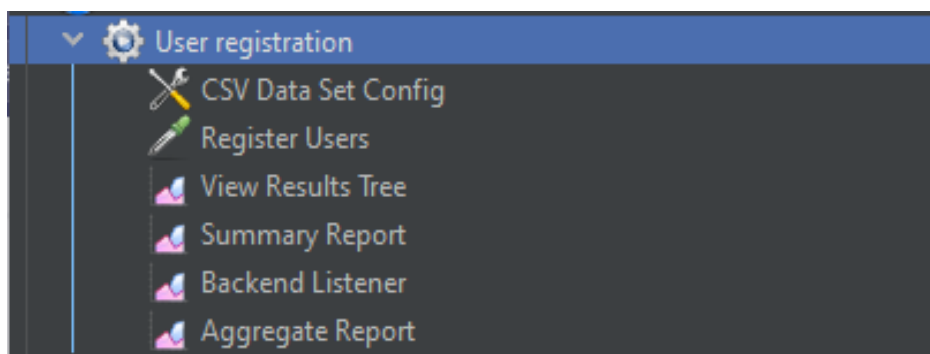 User registration
CSV Data Set Config
Register Users
View Results Tree
Summary Report
Backend Listener
Aggregate Report